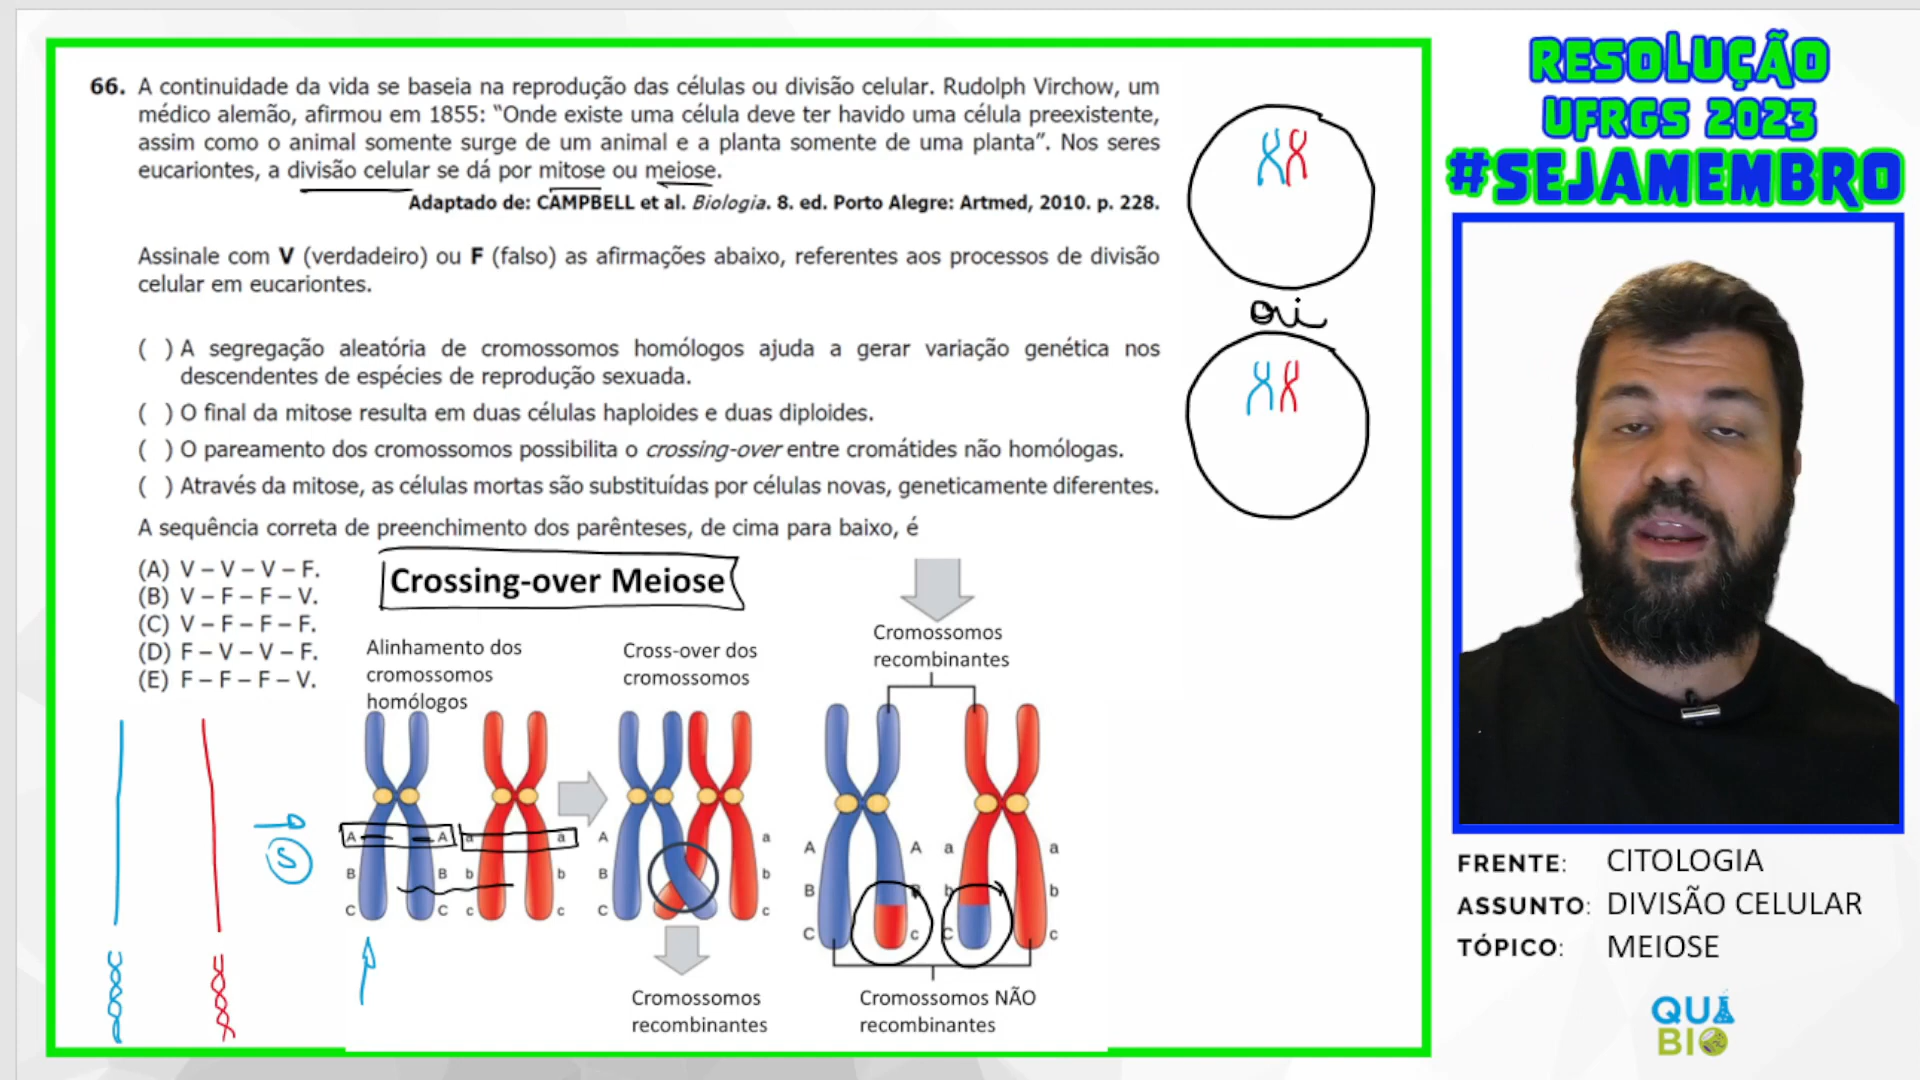 66. A continuidade da vida se baseia na reprodução das células ou divisão celular. Rudolph Virchow, um
médico alemão, afirmou em 1855: “Onde existe uma célula deve ter havido uma célula preexistente,
assim como o animal somente surge de um animal e a planta somente de uma planta”. Nos seres
eucariontes, a divisão celular se dá por mitose ou meiose.
Adaptado de: CAMPBELL et al. Biologia. 8. ed. Porto Alegre: Artmed, 2010. p. 228.
Assinale com V (verdadeiro) ou F (falso) as afirmações abaixo, referentes aos processos de divisão
celular em eucariontes.
( ) A segregação aleatória de cromossomos homólogos ajuda a gerar variação genética nos
descendentes de espécies de reprodução sexuada.
( ) O final da mitose resulta em duas células haploides e duas diploides.
( ) O pareamento dos cromossomos possibilita o crossing-over entre cromátides não homólogas.
( ) Através da mitose, as células mortas são substituídas por células novas, geneticamente diferentes.
A sequência correta de preenchimento dos parênteses, de cima para baixo, é
(A) V – V – V – F.
(B) V – F – F – V.
(C) V – F – F – F.
(D) F – V – V – F.
(E) F – F – F – V.
Crossing-over Meiose
Alinhamento dos
cromossomos
homólogos
Cross-over dos
cromossomos
Cromossomos
recombinantes
A A a a
B B b b
C C c c
A a
B b
C c
A A a a
B B b b
C c C c
Cromossomos
recombinantes
Cromossomos NÃO
recombinantes
S
ou
RESOLUÇÃO
UFRGS 2023
#SEJAMEMBRO
FRENTE: CITOLOGIA
ASSUNTO: DIVISÃO CELULAR
TÓPICO: MEIOSE
QUI
BIO